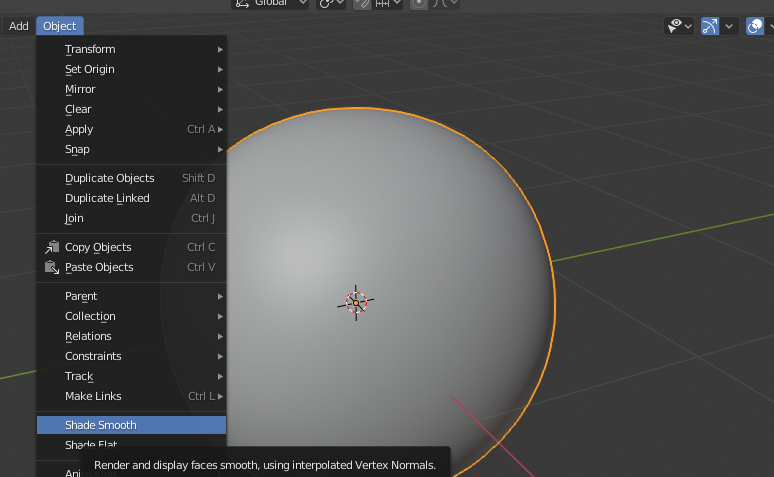 Global
Add Object
Transform
Set Origin
Mirror
Clear
Apply Ctrl A
Snap
Duplicate Objects Shift D
Duplicate Linked Alt D
Join Ctrl J
Copy Objects Ctrl C
Paste Objects Ctrl V
Parent
Collection
Relations
Constraints
Track
Make Links Ctrl L
Shade Smooth
Shade Flat
Render and display faces smooth, using interpolated Vertex Normals.